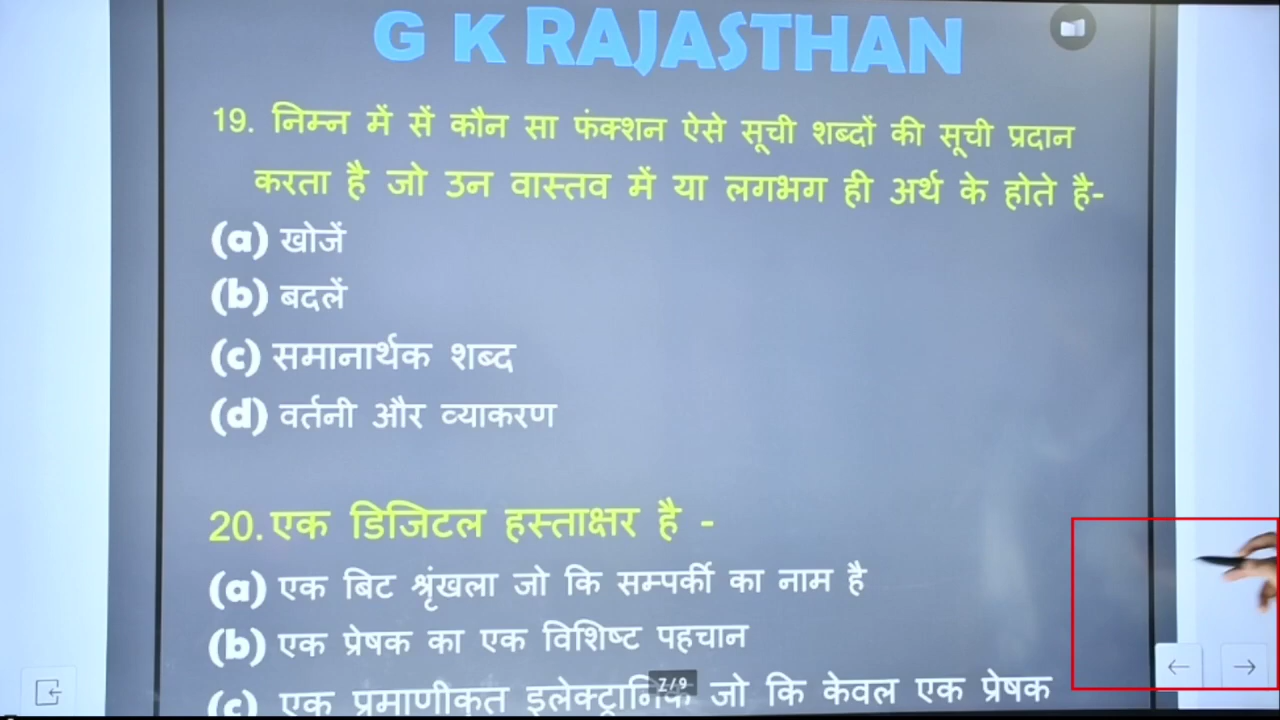 G K RAJASTHAN
19. निम्न में सें कौन सा फंक्शन ऐसे सूची शब्दों की सूची प्रदान
करता है जो उन वास्तव में या लगभग ही अर्थ के होते है-
(a) खोजें
(b) बदलें
(c) समानार्थक शब्द
(d) वर्तनी और व्याकरण
20. एक डिजिटल हस्ताक्षर है -
(a) एक बिट श्रृंखला जो कि सम्पर्की का नाम है
(b) एक प्रेषक का एक विशिष्ट पहचान
(c) एक प्रमाणीकृत इलेक्ट्रानिक जो कि केवल एक प्रेषक
7/9